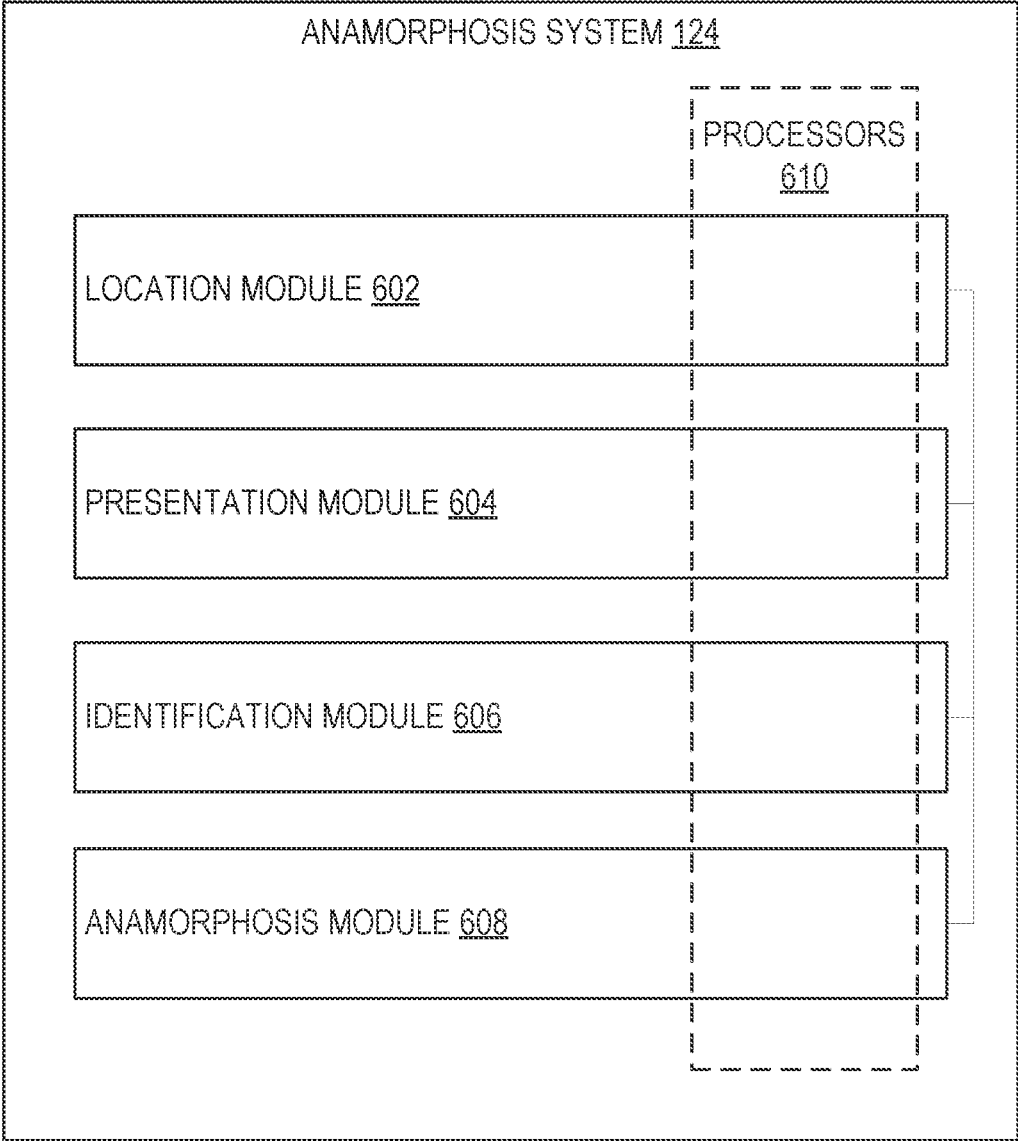 ANAMORPHOSIS SYSTEM 124
PROCESSORS
610
LOCATION MODULE 602
PRESENTATION MODULE 604
IDENTIFICATION MODULE 606
ANAMORPHOSIS MODULE 608